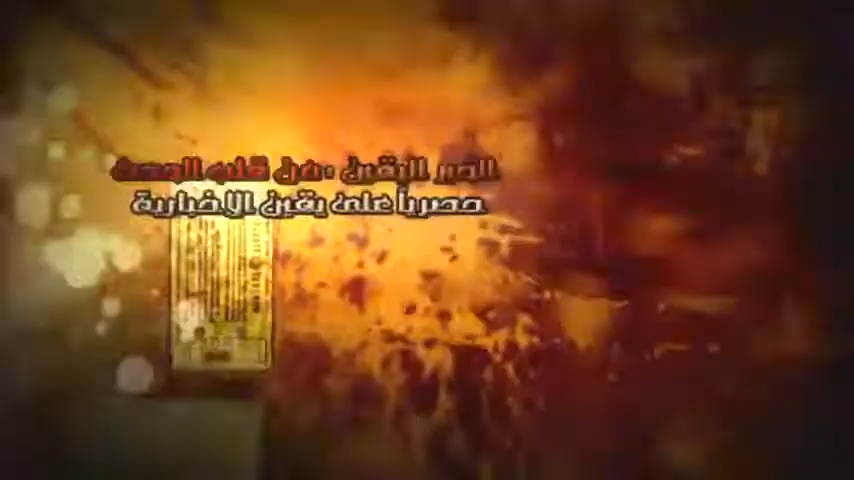 الخبر اليقين : من قلب الحدث
حصرياً على يقين الإخبارية